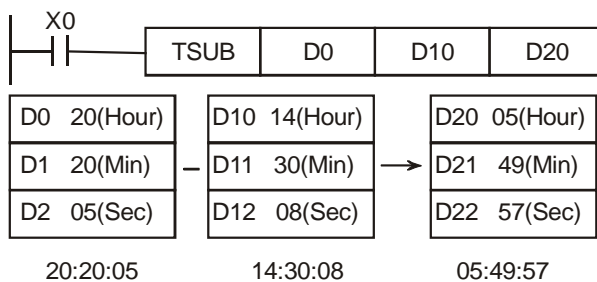 X0
TSUB D0 D10 D20
D0 20(Hour) D10 14(Hour) D20 05(Hour)
D1 20(Min) – D11 30(Min) → D21 49(Min)
D2 05(Sec) D12 08(Sec) D22 57(Sec)
20:20:05 14:30:08 05:49:57